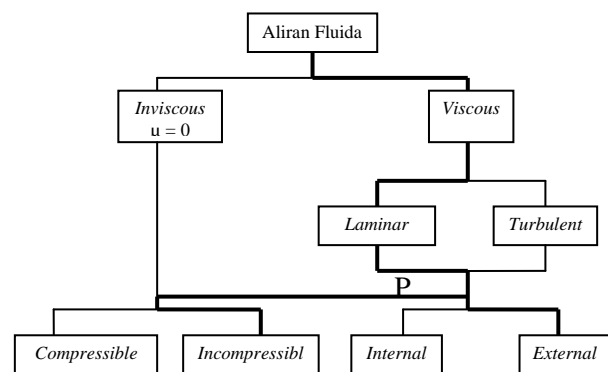 Aliran Fluida
Inviscous
μ = 0
Viscous
Laminar
Turbulent
P
Compressible
Incompressibl
Internal
External